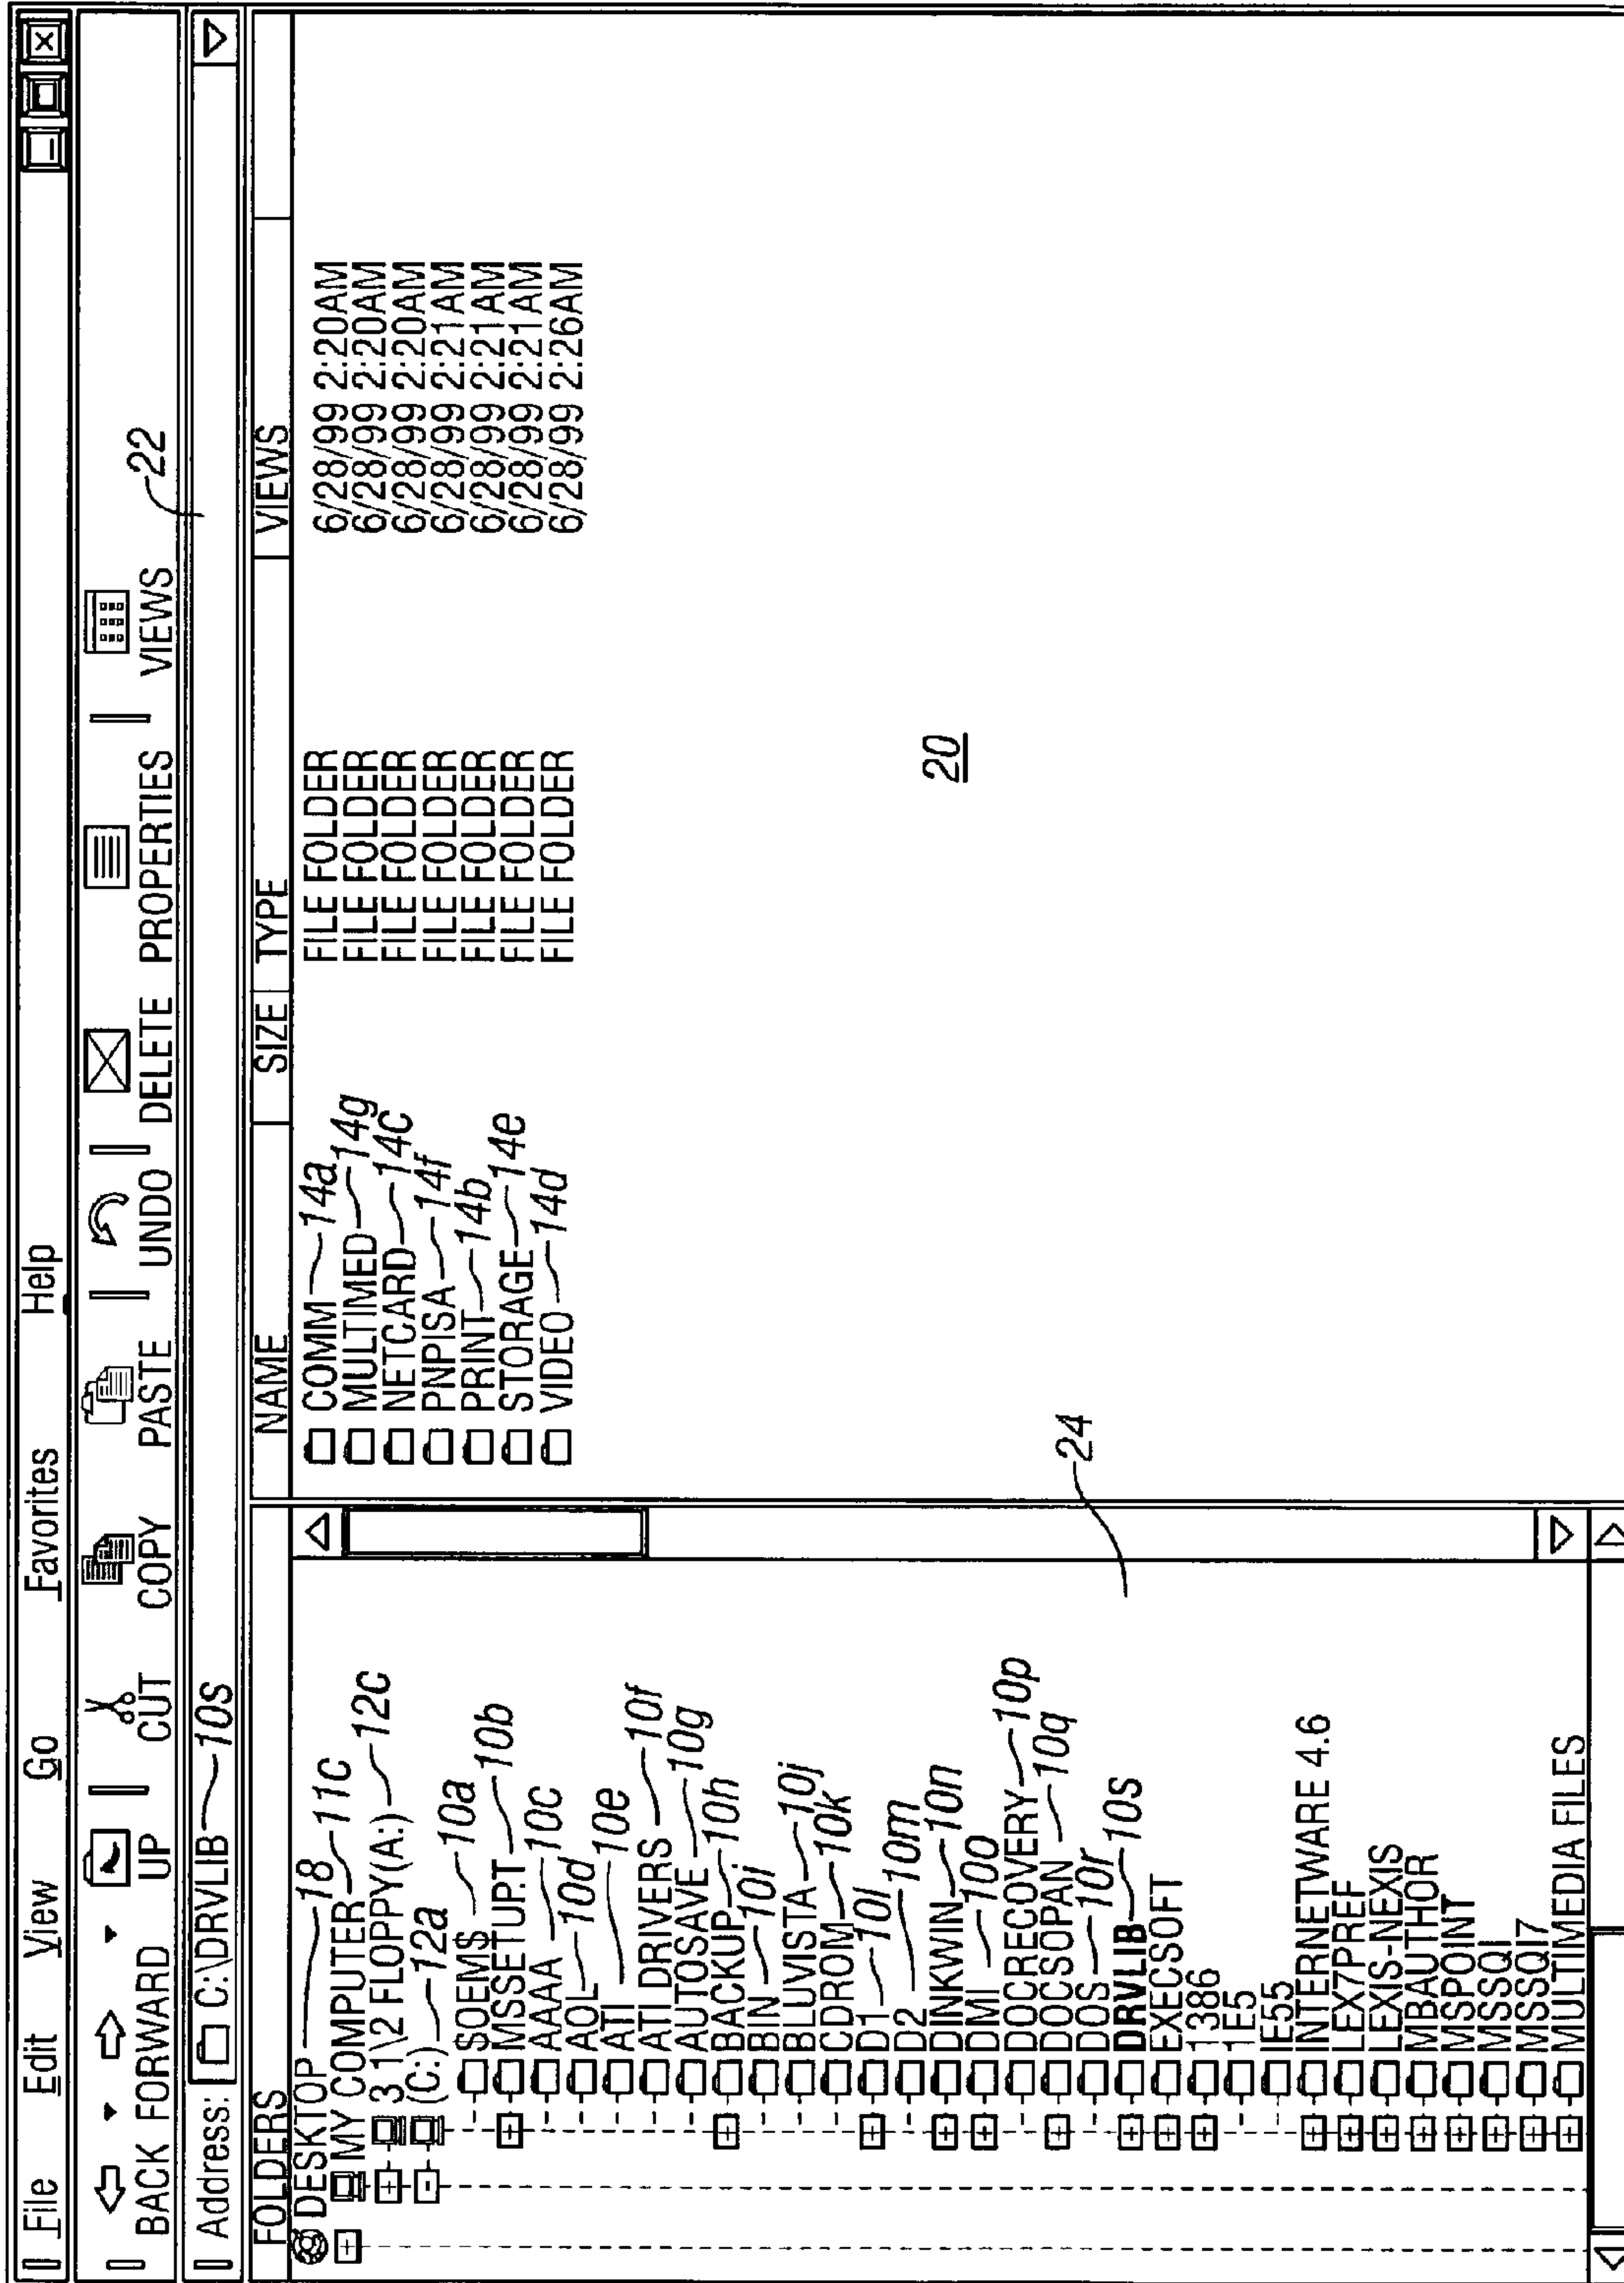 File Edit View Go Favorites Help
BACK FORWARD UP CUT COPY PASTE UNDO DELETE PROPERTIES VIEWS
22
Address: C:\DRVLIB 10s
FOLDERS
DESKTOP 18
MY COMPUTER 11c
3 1\2 FLOPPY(A:) 12c
(C:) 12a
SOEMS 10a
MSSETUP.T 10b
AAAA 10c
AOL 10d
ATI 10e
ATI DRIVERS 10f
AUTOSAVE 10g
BACKUP 10h
BIN 10i
BLUVISTA 10j
CDROM 10k
D1 10l
D2 10m
DINKWIN 10n
DMI 10o
DOCRECOVERY 10p
DOCSOPAN 10q
DOS 10r
DRVLIB 10s
EXECSOFT
1386
1E5
IE55
INTERNETWARE 4.6
LEX7PREF
LEXIS-NEXIS
MBAUTHOR
MSPOINT
MSSQI
MSSQI7
MULTIMEDIA FILES
24
NAME SIZE TYPE VIEWS
COMM 14a FILE FOLDER 6/28/99 2:20AM
MULTIMED 14g FILE FOLDER 6/28/99 2:20AM
NETCARD 14c FILE FOLDER 6/28/99 2:20AM
PNPISA 14f FILE FOLDER 6/28/99 2:21AM
PRINT 14b FILE FOLDER 6/28/99 2:21AM
STORAGE 14e FILE FOLDER 6/28/99 2:21AM
VIDEO 14d FILE FOLDER 6/28/99 2:26AM
20